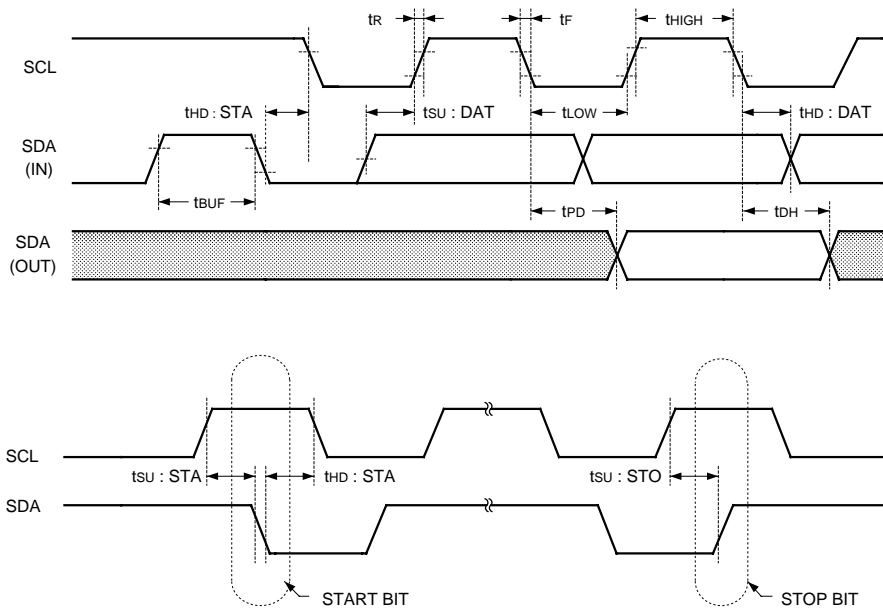 tR tF tHIGH
SCL
tHD : STA tSU : DAT tLOW tHD : DAT
SDA
(IN)
tBUF
tPD tDH
SDA
(OUT)
SCL
tSU : STA tHD : STA tSU : STO
SDA
START BIT STOP BIT